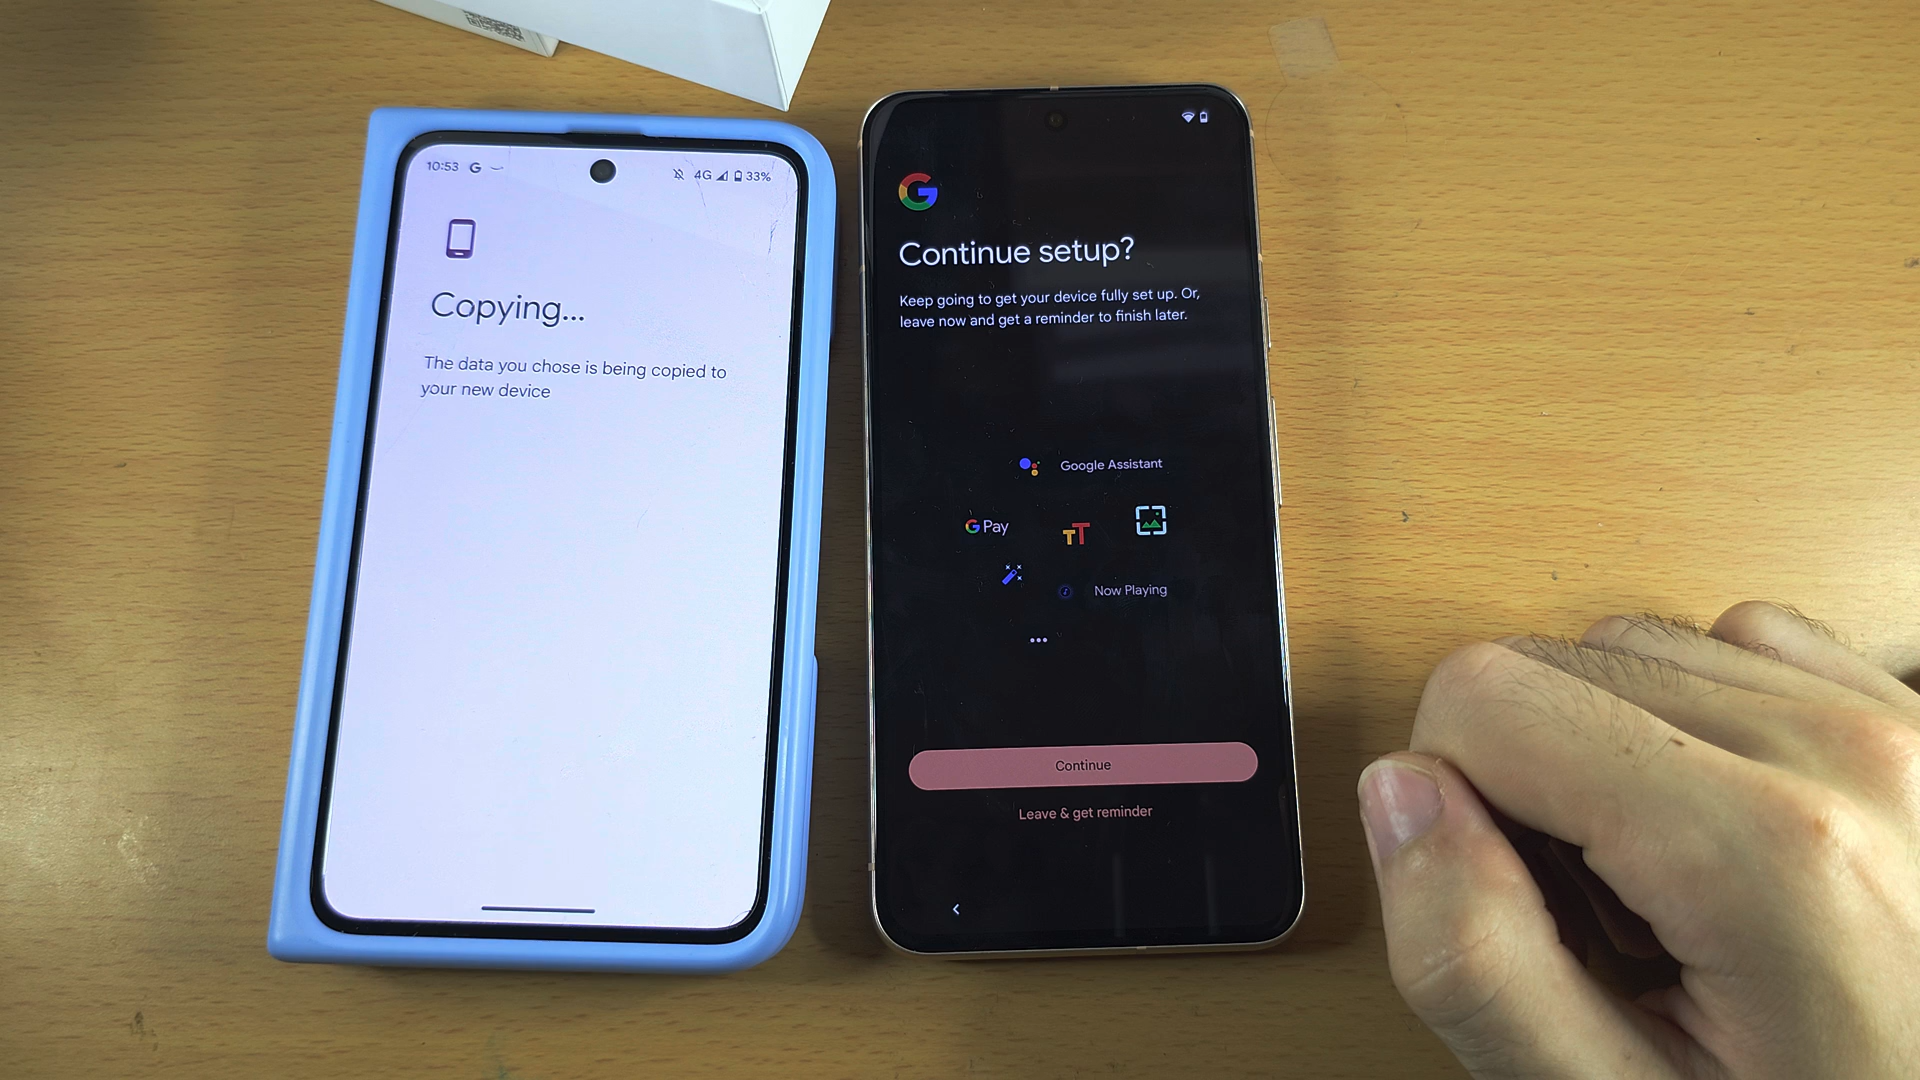 10:53 G 4G 33%
Copying...
The data you chose is being copied to
your new device
G
Continue setup?
Keep going to get your device fully set up. Or,
leave now and get a reminder to finish later.
Google Assistant
G Pay
TT
Now Playing
Continue
Leave & get reminder